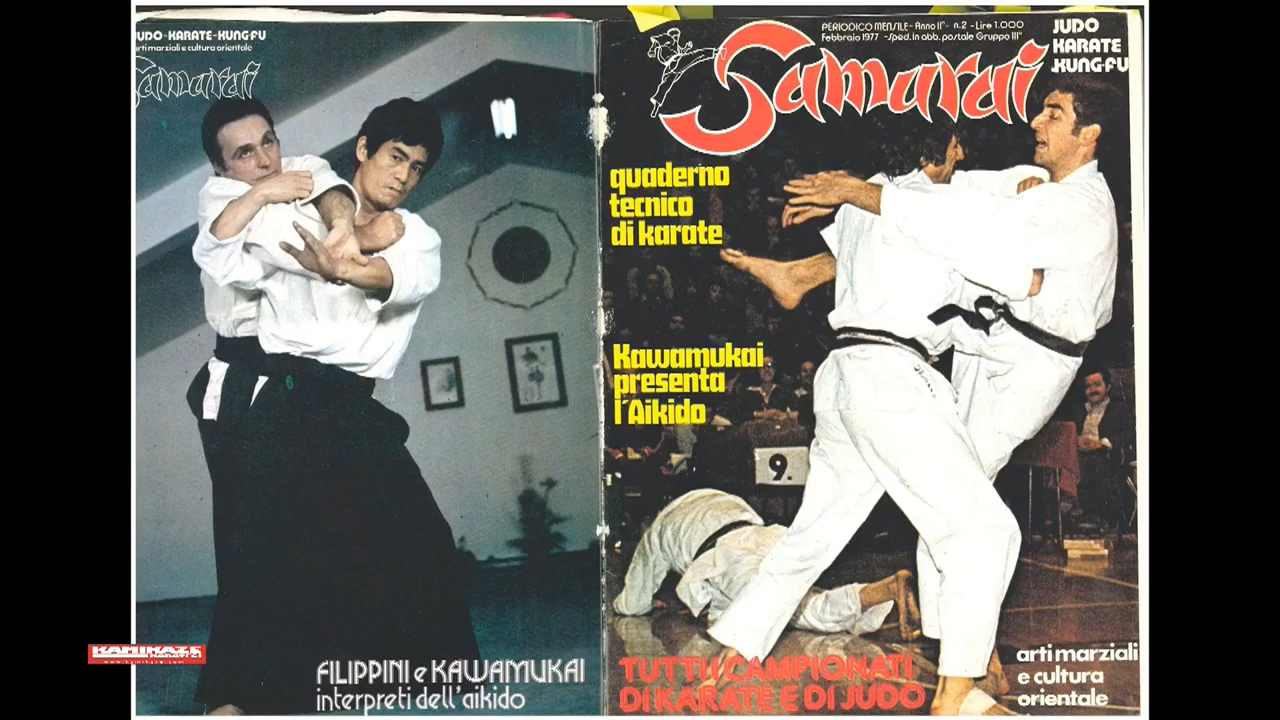 JUDO-KARATE-KUNG-FU
arti marziali e cultura orientale
Samurai
FILIPPINI e KAWAMUKAI
interpreti dell'aikido
PERIODICO MENSILE - Anno II° - n.2 - Lire 1.000
Febbraio 1977 - Sped. in abb. postale Gruppo III°
Samurai
JUDO
KARATE
KUNG-FU
quaderno
tecnico
di karate
Kawamukai
presenta
l'Aikido
9.
TUTTI I CAMPIONATI
DI KARATE E DI JUDO
arti marziali
e cultura
orientale
KAMIKAZE